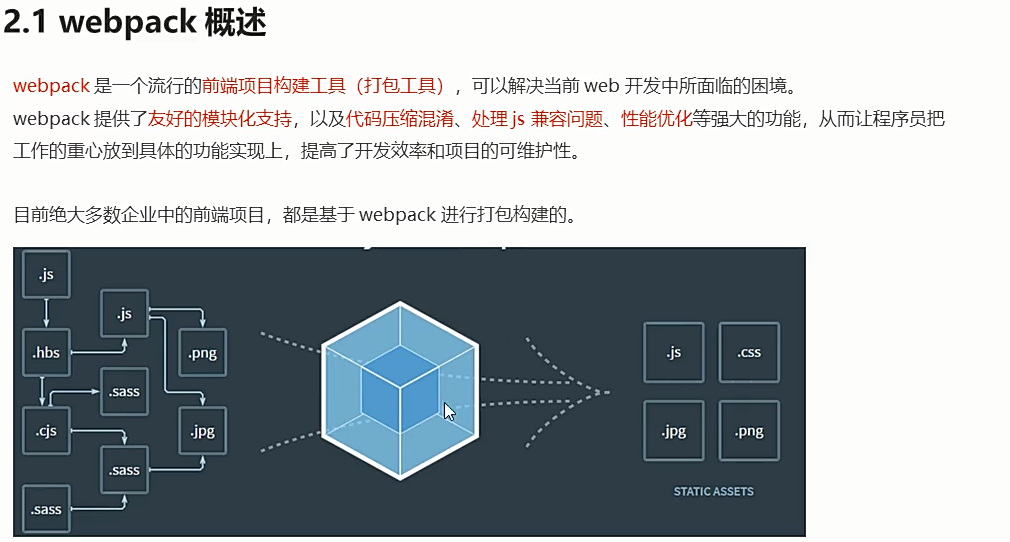 2.1 webpack 概述
webpack 是一个流行的前端项目构建工具（打包工具），可以解决当前 web 开发中所面临的困境。
webpack 提供了友好的模块化支持，以及代码压缩混淆、处理 js 兼容问题、性能优化等强大的功能，从而让程序员把
工作的重心放到具体的功能实现上，提高了开发效率和项目的可维护性。
目前绝大多数企业中的前端项目，都是基于 webpack 进行打包构建的。
.js
.js
.hbs
.png
.sass
.cjs
.jpg
.sass
.sass
.js
.css
.jpg
.png
STATIC ASSETS